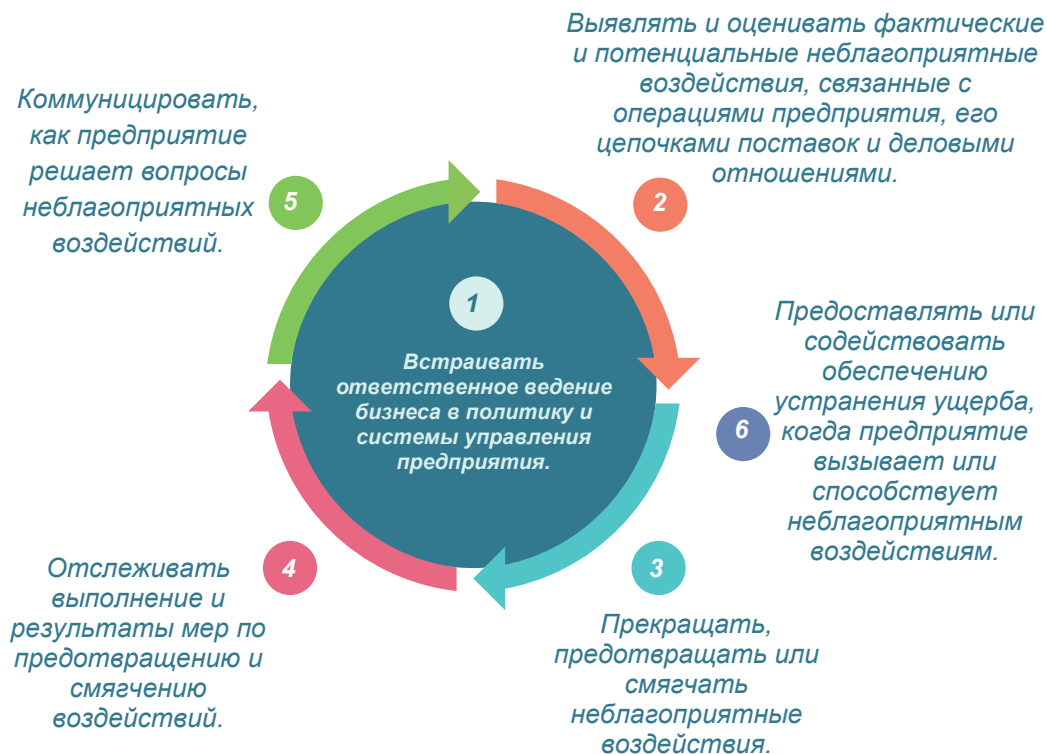 1
Встраивать
ответственное ведение
бизнеса в политику и
системы управления
предприятия.
2
Выявлять и оценивать фактические
и потенциальные неблагоприятные
воздействия, связанные с
операциями предприятия, его
цепочками поставок и деловыми
отношениями.
3
Прекращать,
предотвращать или
смягчать
неблагоприятные
воздействия.
4
Отслеживать
выполнение и
результаты мер по
предотвращению и
смягчению
воздействий.
5
Коммуницировать,
как предприятие
решает вопросы
неблагоприятных
воздействий.
6
Предоставлять или
содействовать
обеспечению
устранения ущерба,
когда предприятие
вызывает или
способствует
неблагоприятным
воздействиям.